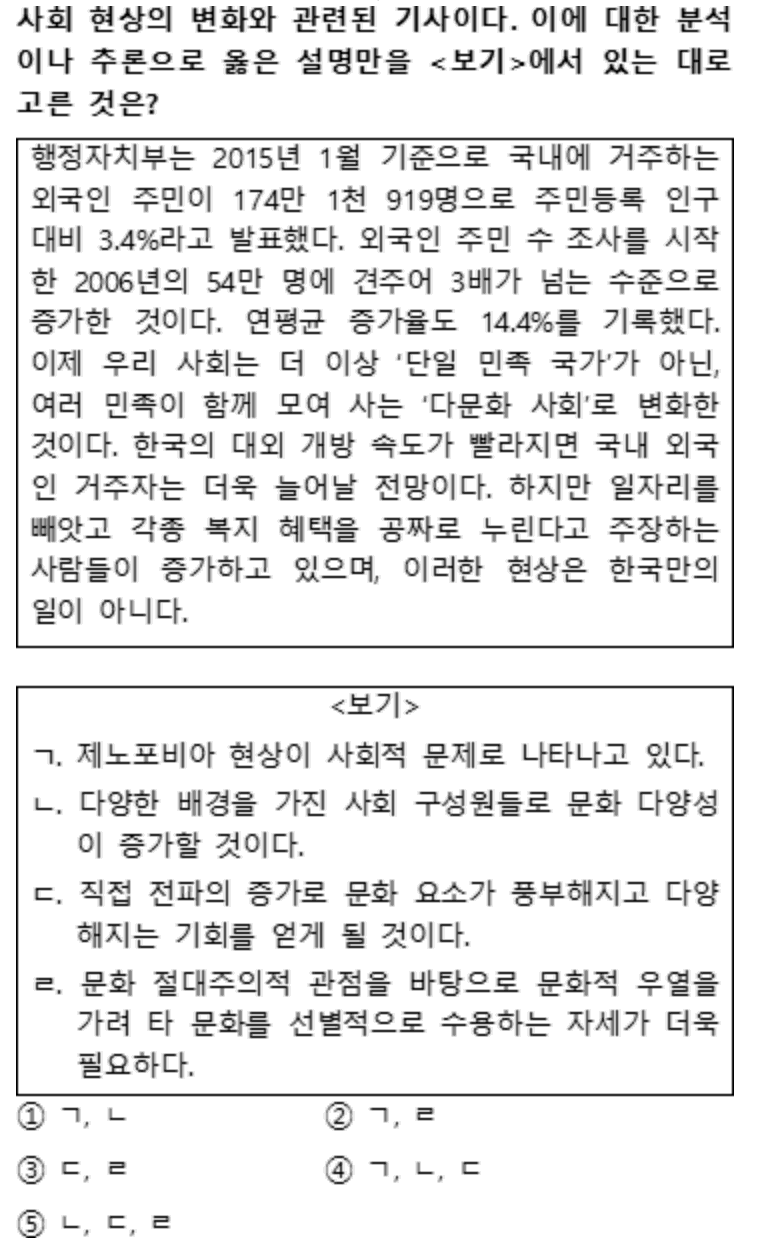 사회 현상의 변화와 관련된 기사이다. 이에 대한 분석
이나 추론으로 옳은 설명만을 <보기>에서 있는 대로
고른 것은?
행정자치부는 2015년 1월 기준으로 국내에 거주하는
외국인 주민이 174만 1천 919명으로 주민등록 인구
대비 3.4%라고 발표했다. 외국인 주민 수 조사를 시작
한 2006년의 54만 명에 견주어 3배가 넘는 수준으로
증가한 것이다. 연평균 증가율도 14.4%를 기록했다.
이제 우리 사회는 더 이상 ‘단일 민족 국가’가 아닌,
여러 민족이 함께 모여 사는 ‘다문화 사회’로 변화한
것이다. 한국의 대외 개방 속도가 빨라지면 국내 외국
인 거주자는 더욱 늘어날 전망이다. 하지만 일자리를
빼앗고 각종 복지 혜택을 공짜로 누린다고 주장하는
사람들이 증가하고 있으며, 이러한 현상은 한국만의
일이 아니다.
<보기>
ㄱ. 제노포비아 현상이 사회적 문제로 나타나고 있다.
ㄴ. 다양한 배경을 가진 사회 구성원들로 문화 다양성
이 증가할 것이다.
ㄷ. 직접 전파의 증가로 문화 요소가 풍부해지고 다양
해지는 기회를 얻게 될 것이다.
ㄹ. 문화 절대주의적 관점을 바탕으로 문화적 우열을
가려 타 문화를 선별적으로 수용하는 자세가 더욱
필요하다.
① ㄱ, ㄴ ② ㄱ, ㄹ
③ ㄷ, ㄹ ④ ㄱ, ㄴ, ㄷ
⑤ ㄴ, ㄷ, ㄹ